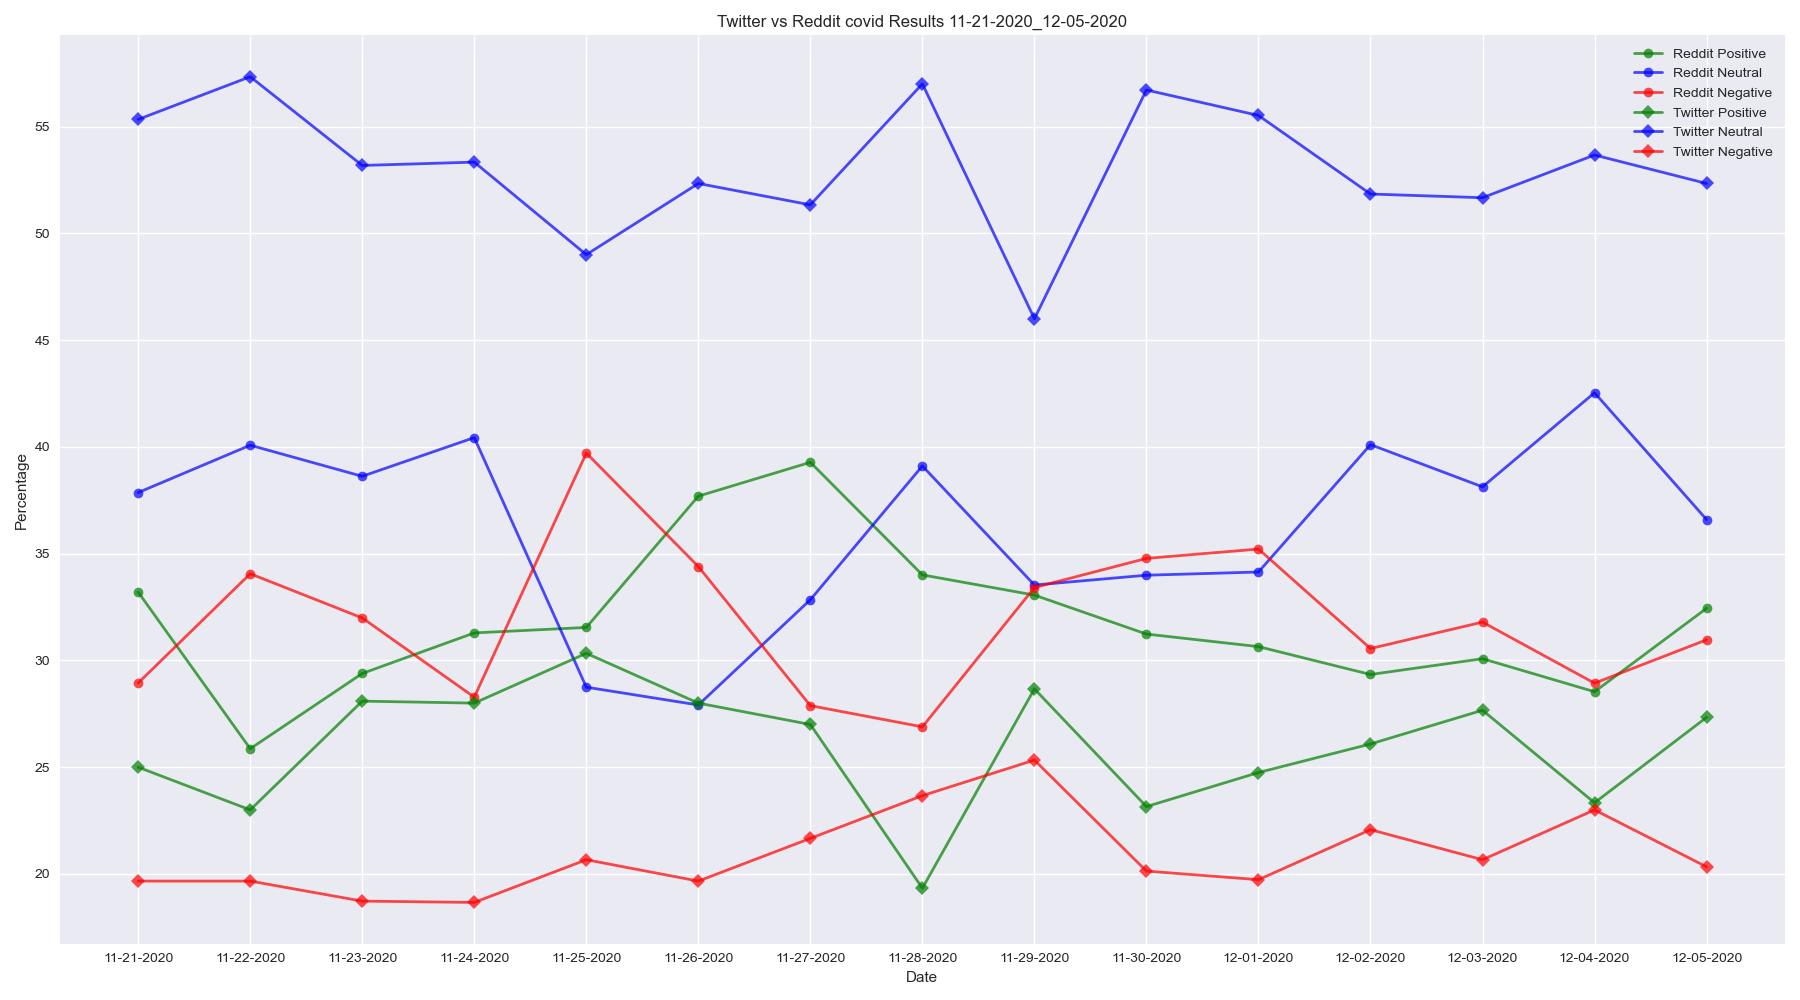 Twitter vs Reddit covid Results 11-21-2020_12-05-2020
Reddit Positive
Reddit Neutral
Reddit Negative
Twitter Positive
Twitter Neutral
Twitter Negative
Percentage
55
50
45
40
35
30
25
20
11-21-2020 11-22-2020 11-23-2020 11-24-2020 11-25-2020 11-26-2020 11-27-2020 11-28-2020 11-29-2020 11-30-2020 12-01-2020 12-02-2020 12-03-2020 12-04-2020 12-05-2020
Date